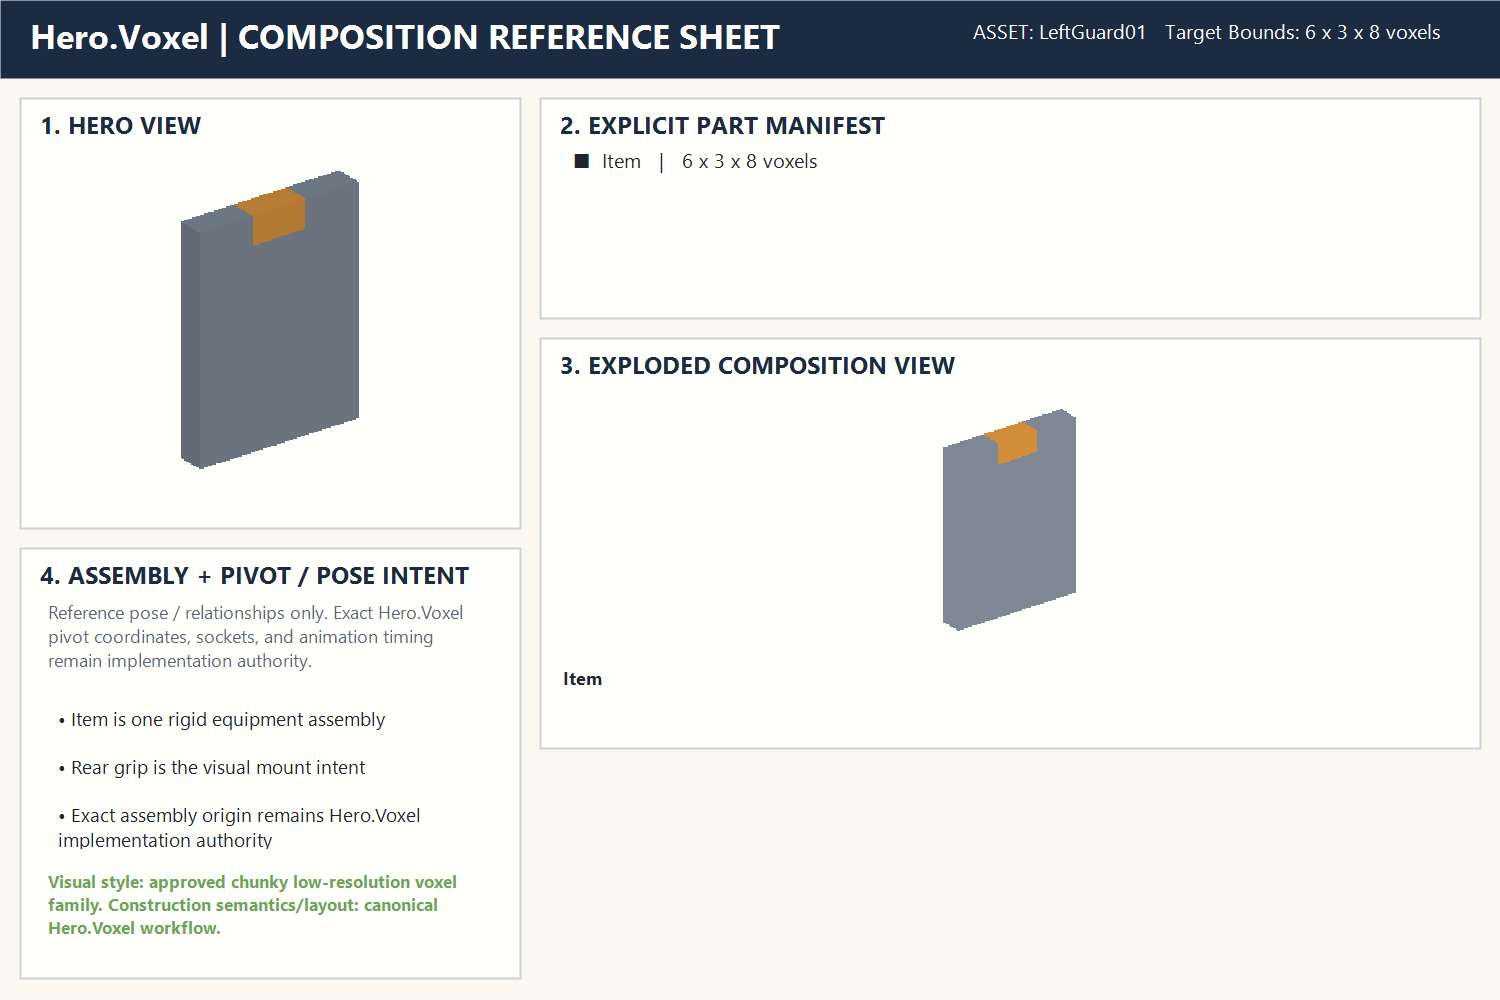 Hero.Voxel | COMPOSITION REFERENCE SHEET
ASSET: LeftGuard01 Target Bounds: 6 x 3 x 8 voxels
1. HERO VIEW
2. EXPLICIT PART MANIFEST
■ Item | 6 x 3 x 8 voxels
3. EXPLODED COMPOSITION VIEW
Item
4. ASSEMBLY + PIVOT / POSE INTENT
Reference pose / relationships only. Exact Hero.Voxel
pivot coordinates, sockets, and animation timing
remain implementation authority.
• Item is one rigid equipment assembly
• Rear grip is the visual mount intent
• Exact assembly origin remains Hero.Voxel
implementation authority
Visual style: approved chunky low-resolution voxel
family. Construction semantics/layout: canonical
Hero.Voxel workflow.